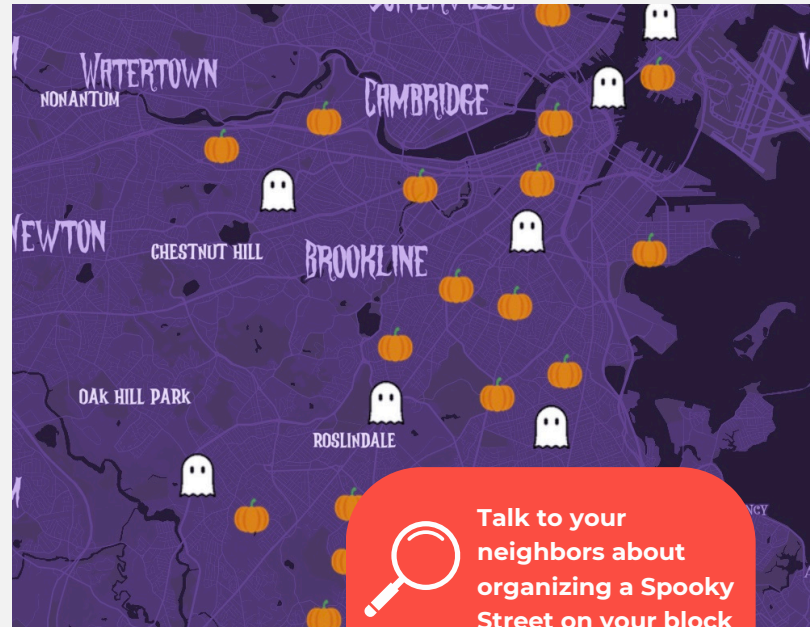 WATERTOWN
NONANTUM
CAMBRIDGE
CHESTNUT HILL
BROOKLINE
OAK HILL PARK
ROSLINDALE
Talk to your
neighbors about
organizing a Spooky
Street on your block